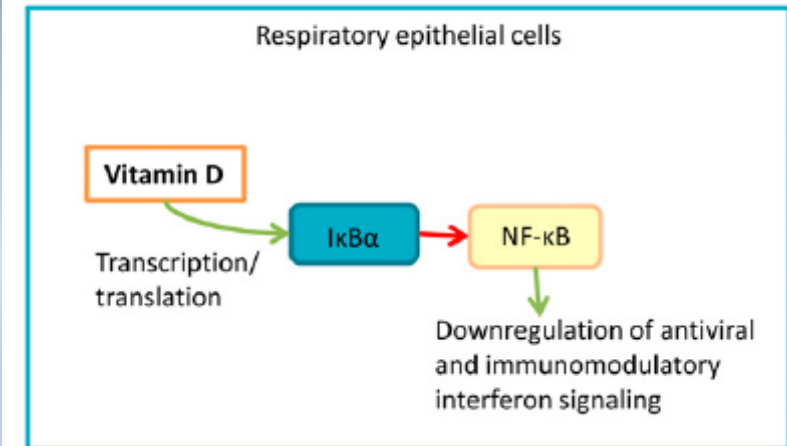 Respiratory epithelial cells
Vitamin D
IκBα
NF-κB
Transcription/
translation
Downregulation of antiviral
and immunomodulatory
interferon signaling